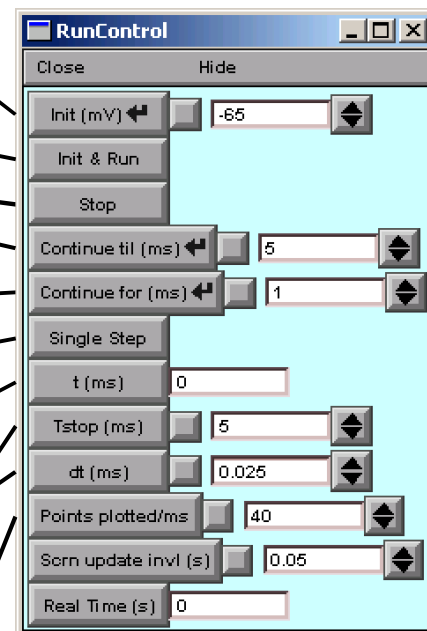 RunControl
Close Hide
Init (mV) -65
Init & Run
Stop
Continue til (ms) 5
Continue for (ms) 1
Single Step
t (ms) 0
Tstop (ms) 5
dt (ms) 0.025
Points plotted/ms 40
Scrn update invl (s) 0.05
Real Time (s) 0